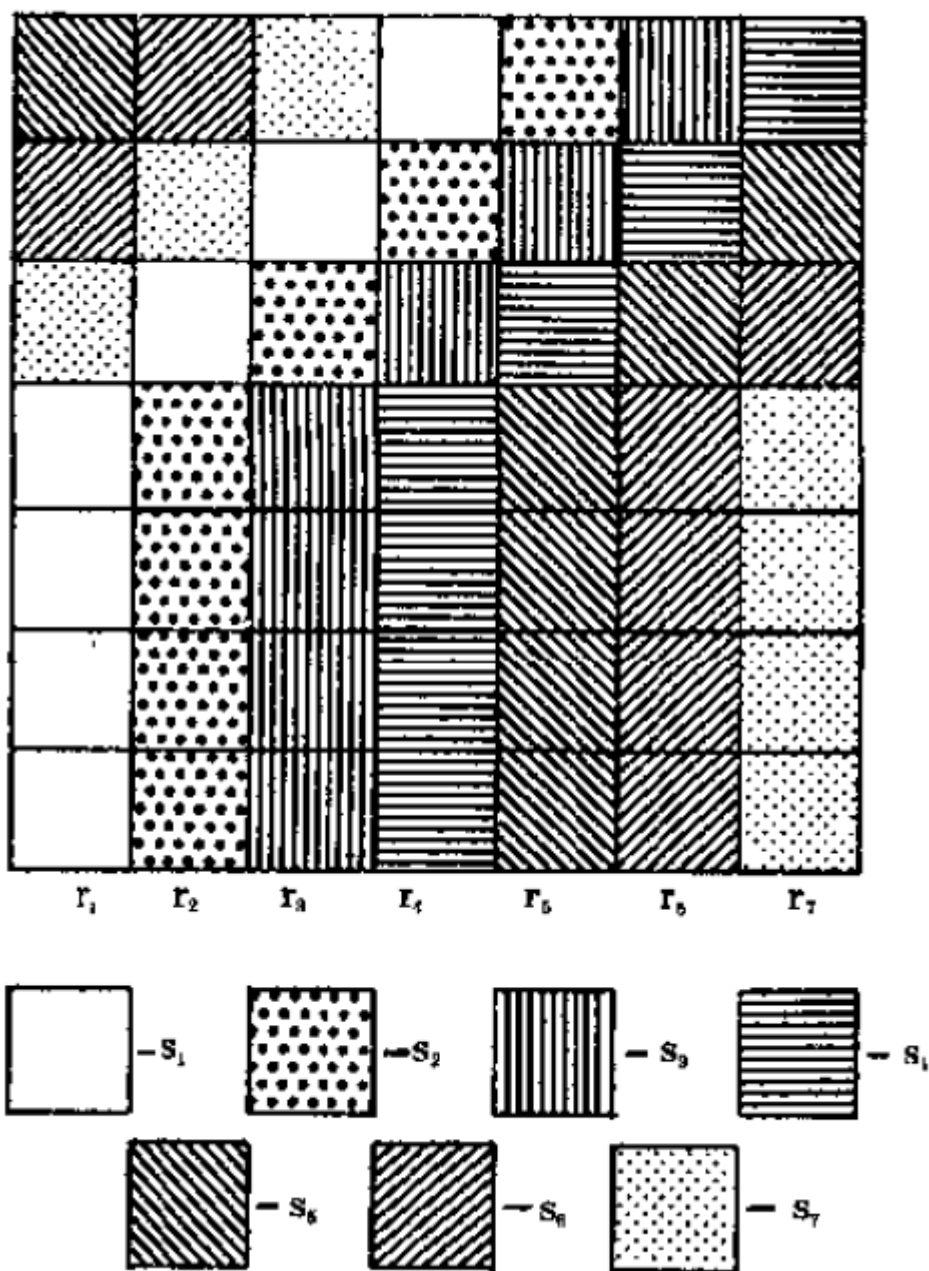 r₁ r₂ r₃ r₄ r₅ r₆ r₇
– S₁ – S₂ – S₃ – S₄
– S₅ – S₆ – S₇